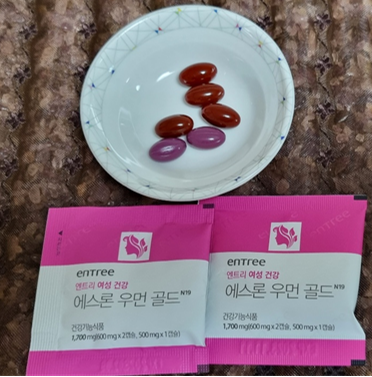 enTree
엔트리 여성 건강
에스론 우먼 골드 N19
건강기능식품
1,700 mg(600 mg x 2캡슐, 500 mg x 1캡슐)
enTree
엔트리 여성 건강
에스론 우먼 골드 N19
건강기능식품
1,700 mg(600 mg x 2캡슐, 500 mg x 1캡슐)